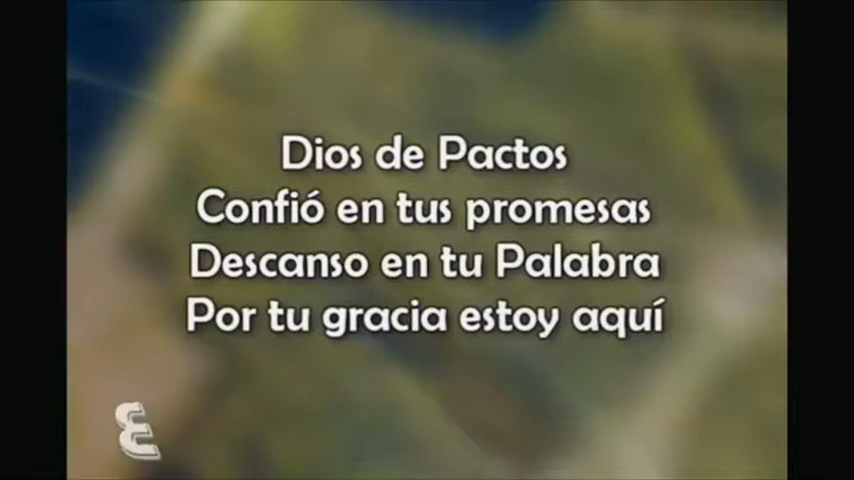 Dios de Pactos
Confió en tus promesas
Descanso en tu Palabra
Por tu gracia estoy aquí